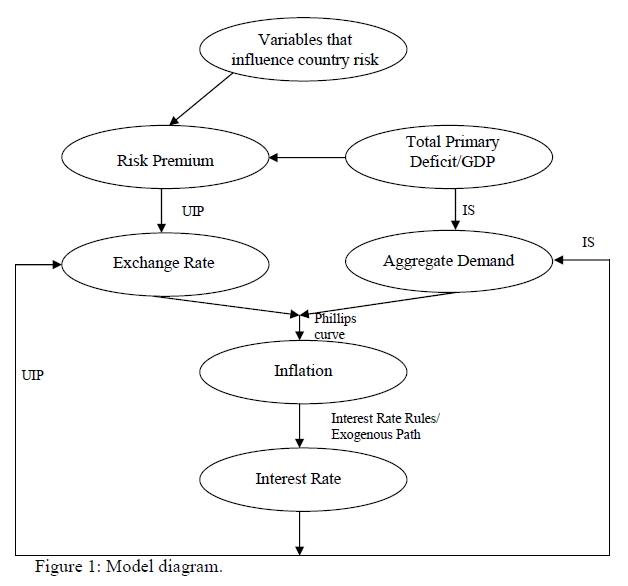 Variables that
influence country risk
Risk Premium
Total Primary
Deficit/GDP
UIP
IS
Exchange Rate
Aggregate Demand
IS
Phillips
curve
Inflation
UIP
Interest Rate Rules/
Exogenous Path
Interest Rate
Figure 1: Model diagram.